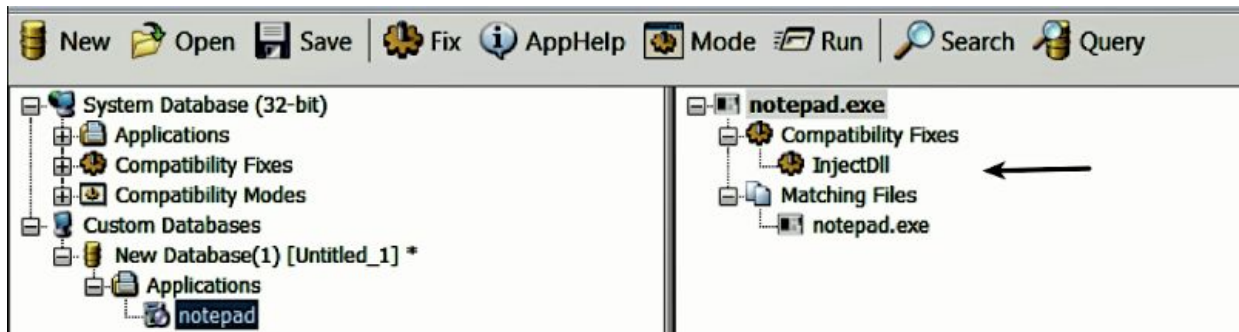 New Open Save Fix AppHelp Mode Run Search Query
System Database (32-bit)
Applications
Compatibility Fixes
Compatibility Modes
Custom Databases
New Database(1) [Untitled_1] *
Applications
notepad
notepad.exe
Compatibility Fixes
InjectDll
Matching Files
notepad.exe